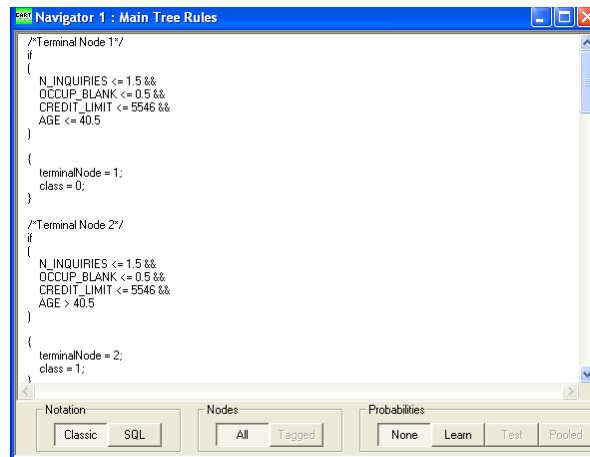 CART Navigator 1 : Main Tree Rules
/*Terminal Node 1*/
if
(
N_INQUIRIES <= 1.5 &&
OCCUP_BLANK <= 0.5 &&
CREDIT_LIMIT <= 5546 &&
AGE <= 40.5
)
{
terminalNode = 1;
class = 0;
}
/*Terminal Node 2*/
if
(
N_INQUIRIES <= 1.5 &&
OCCUP_BLANK <= 0.5 &&
CREDIT_LIMIT <= 5546 &&
AGE > 40.5
)
{
terminalNode = 2;
class = 1;
}
Notation Nodes Probabilities
Classic SQL All Tagged None Learn Test Pooled